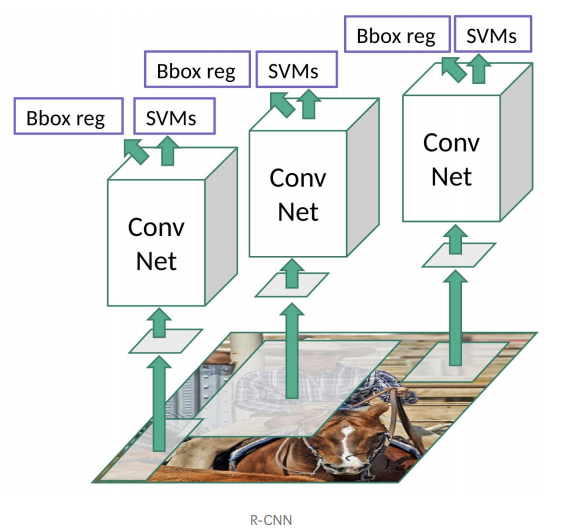 Bbox reg SVMs
Bbox reg SVMs
Bbox reg SVMs
Conv
Net
Conv
Net
Conv
Net
R-CNN